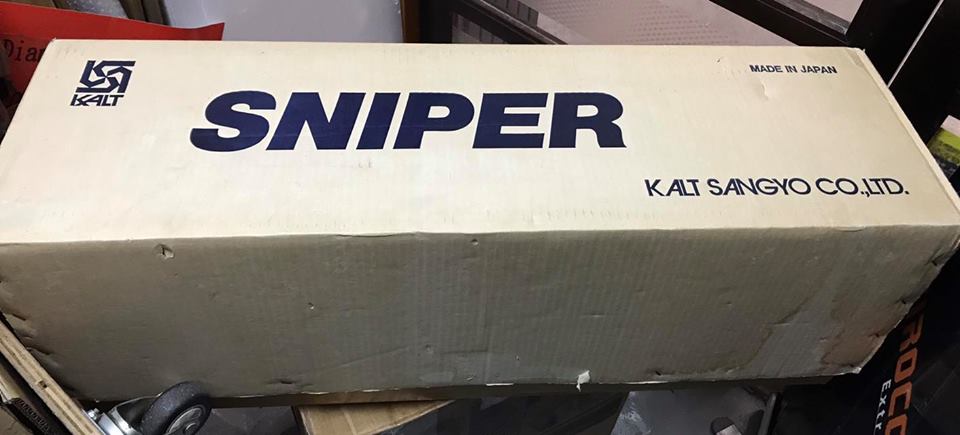 KALT
SNIPER
MADE IN JAPAN
KALT SANGYO CO.,LTD.